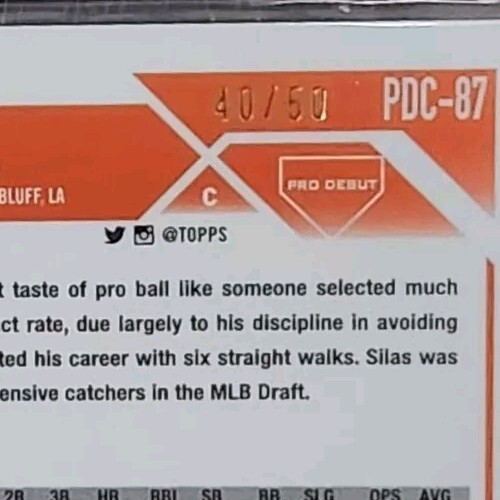 40/50 PDC-87
BLUFF, LA
C
PRO DEBUT
@TOPPS
t taste of pro ball like someone selected much
ct rate, due largely to his discipline in avoiding
ted his career with six straight walks. Silas was
ensive catchers in the MLB Draft.
2B 3B HR RBI SB BB SLG OPS AVG